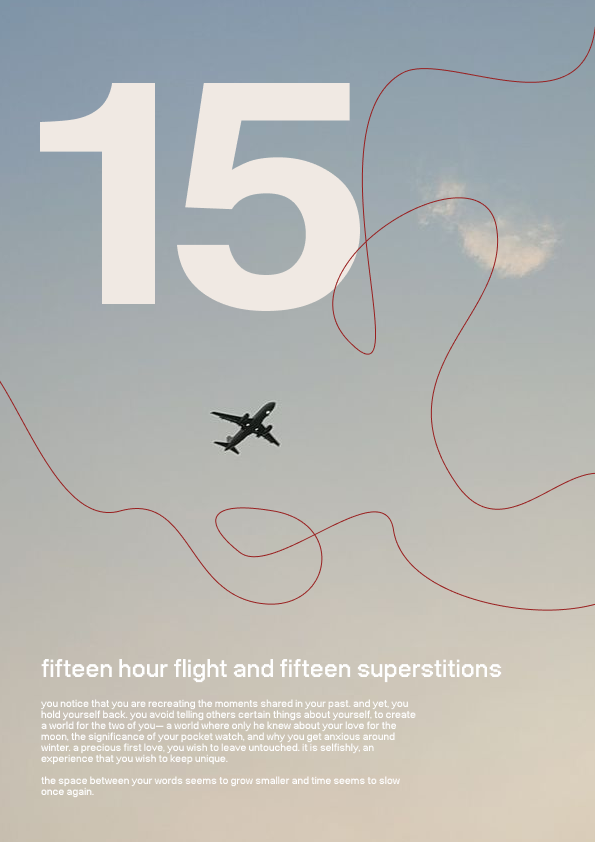 15
fifteen hour flight and fifteen superstitions
you notice that you are recreating the moments shared in your past. and yet, you
hold yourself back. you avoid telling others certain things about yourself, to create
a world for the two of you— a world where only he knew about your love for the
moon, the significance of your pocket watch, and why you get anxious around
winter. a precious first love, you wish to leave untouched. it is selfishly, an
experience that you wish to keep unique.
the space between your words seems to grow smaller and time seems to slow
once again.